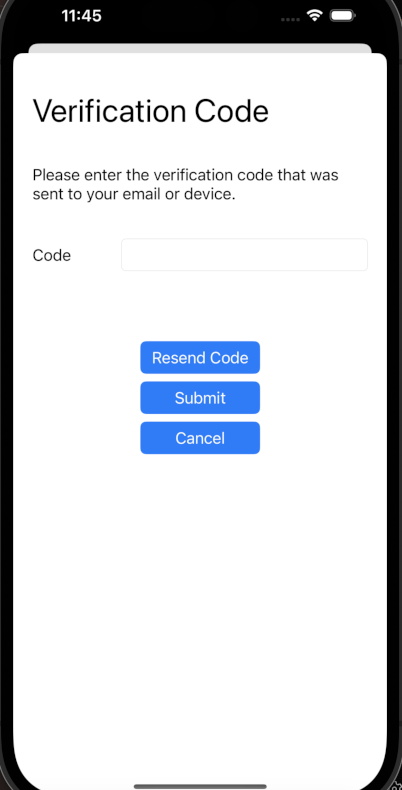 11:45
Verification Code
Please enter the verification code that was
sent to your email or device.
Code
Resend Code
Submit
Cancel